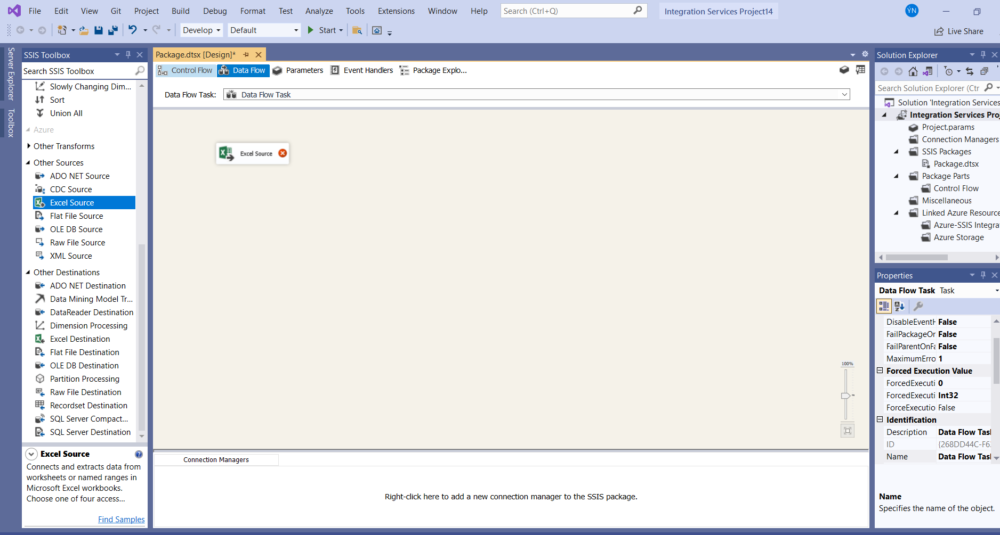 File Edit View Git Project Build Debug Format Test Analyze Tools Extensions Window Help Search (Ctrl+Q) Integration Services Project14 YN
Develop Default Start Live Share
Server Explorer
Toolbox
SSIS Toolbox
Search SSIS Toolbox
Slowly Changing Dim...
Sort
Union All
Azure
Other Transforms
Other Sources
ADO NET Source
CDC Source
Excel Source
Flat File Source
OLE DB Source
Raw File Source
XML Source
Other Destinations
ADO NET Destination
Data Mining Model Tr...
DataReader Destination
Dimension Processing
Excel Destination
Flat File Destination
OLE DB Destination
Partition Processing
Raw File Destination
Recordset Destination
SQL Server Compact...
SQL Server Destination
Excel Source
Connects and extracts data from
worksheets or named ranges in
Microsoft Excel workbooks.
Choose one of four access...
Find Samples
Package.dtsx [Design]*
Control Flow Data Flow Parameters Event Handlers Package Explo...
Data Flow Task: Data Flow Task
Excel Source
100%
Connection Managers
Right-click here to add a new connection manager to the SSIS package.
Solution Explorer
Search Solution Explorer (Ctr
Solution 'Integration Services
Integration Services Pro
Project.params
Connection Managers
SSIS Packages
Package.dtsx
Package Parts
Control Flow
Miscellaneous
Linked Azure Resource
Azure-SSIS Integra
Azure Storage
Properties
Data Flow Task Task
DisableEventH False
FailPackageOn False
FailParentOnFa False
MaximumErro 1
Forced Execution Value
ForcedExecuti 0
ForcedExecuti Int32
ForceExecutio False
Identification
Description Data Flow Tas
ID {268DD44C-F6
Name Data Flow Tas
Name
Specifies the name of the object.